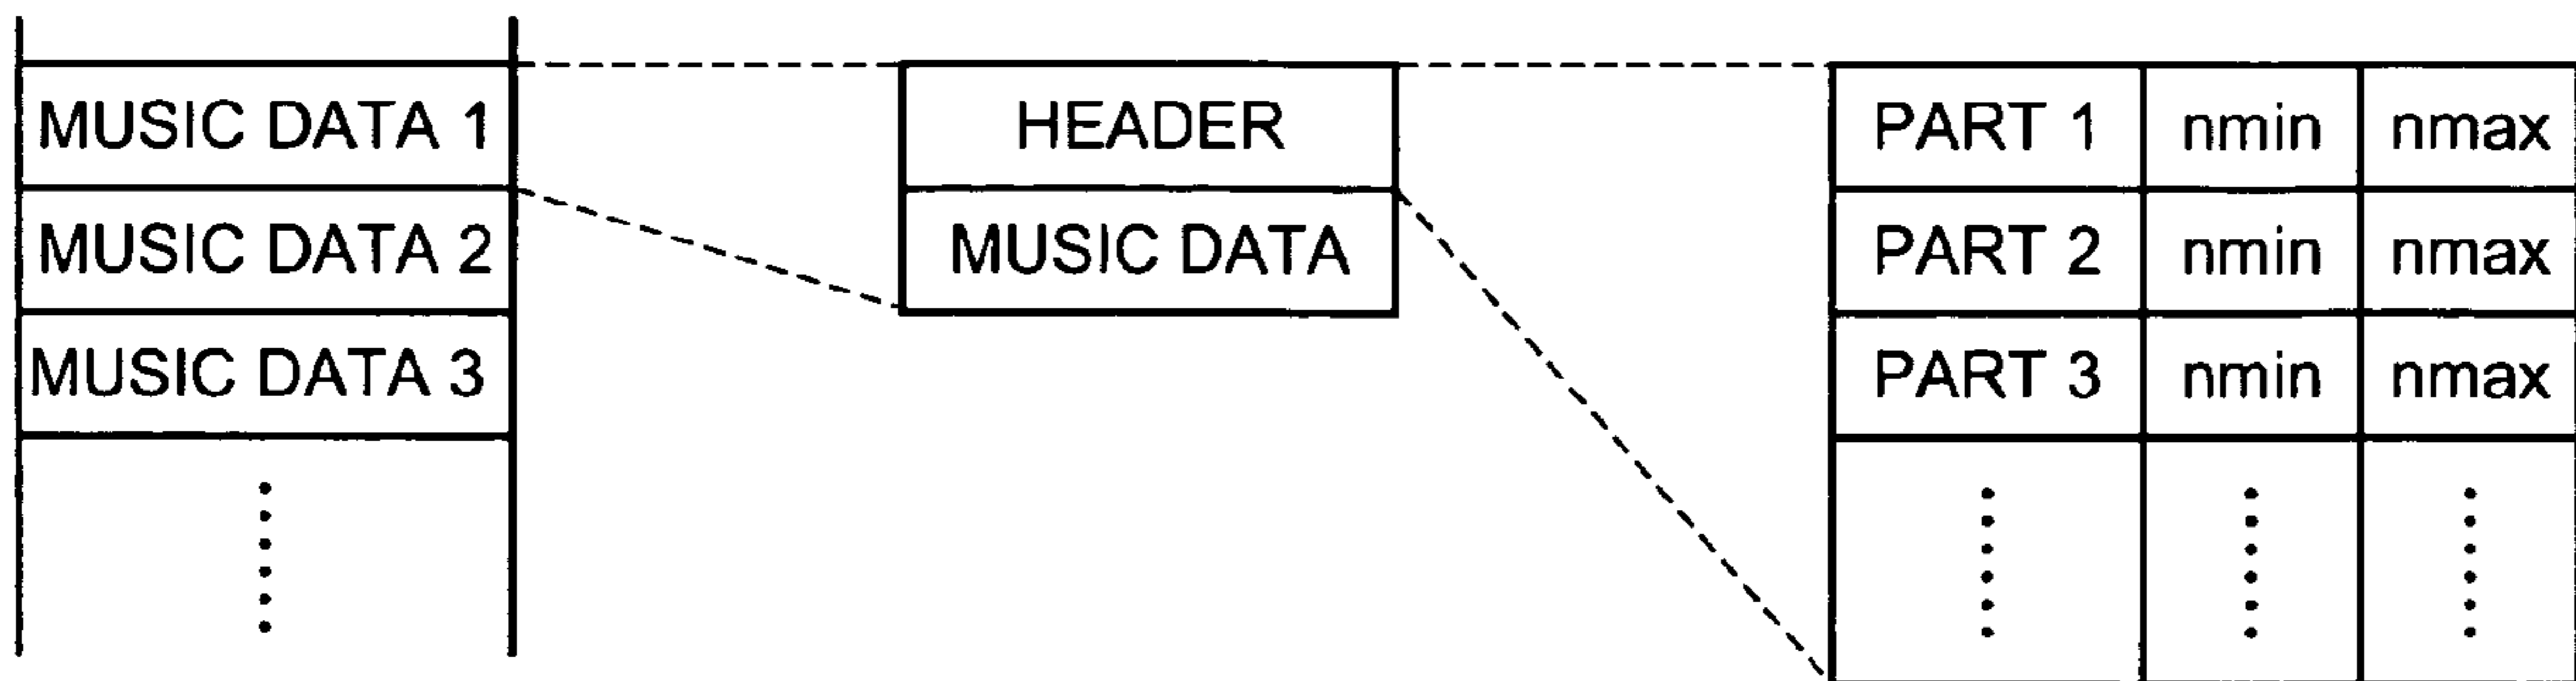 MUSIC DATA 1
MUSIC DATA 2
MUSIC DATA 3
HEADER
MUSIC DATA
PART 1 nmin nmax
PART 2 nmin nmax
PART 3 nmin nmax